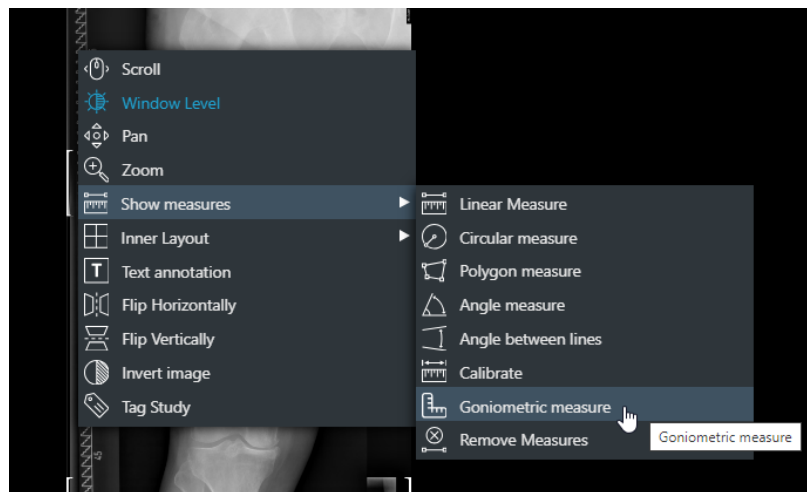 Scroll
Window Level
Pan
Zoom
Show measures
Inner Layout
T Text annotation
Flip Horizontally
Flip Vertically
Invert image
Tag Study
Linear Measure
Circular measure
Polygon measure
Angle measure
Angle between lines
Calibrate
Goniometric measure
Remove Measures
Goniometric measure
45